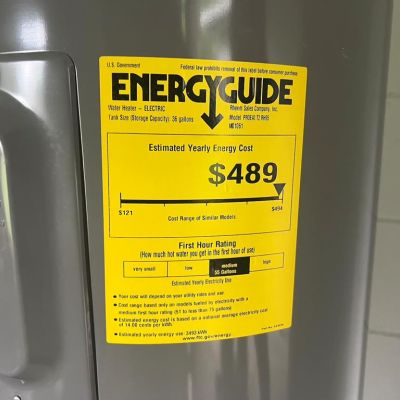 U.S. Government
Federal law prohibits removal of this label before consumer purchase
ENERGYGUIDE
Water Heater – ELECTRIC
Tank Size (Storage Capacity): 36 gallons
Rheem Sales Company, Inc.
Model
Estimated Yearly Energy Cost
$489
$121
$494
Cost Range of Similar Models
First Hour Rating
(How much hot water you get in the first hour of use)
very small
low
medium
55 Gallons
high
Estimated Yearly Electricity Use
• Your cost will depend on your utility rates and use.
• Cost range based only on models fueled by electricity with a
medium first hour rating (51 to less than 75 gallons)
• Estimated energy cost is based on a national average electricity cost
of 14.00 cents per kWh.
• Estimated yearly energy use: 3493 kWh
www.ftc.gov/energy